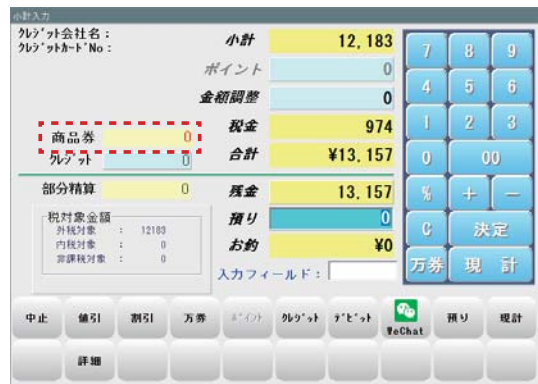 小計入力
クレジット会社名：
クレジットカードNo：
小計 12,183
ポイント 0
金額調整 0
商品券 0
税金 974
クレジット 0
合計 ¥13,157
部分精算 0
残金 13,157
税対象金額
外税対象 : 12183
内税対象 : 0
非課税対象 : 0
預り 0
お釣 ¥0
入力フィールド：
7 8 9
4 5 6
1 2 3
0 00
% + -
C 決定
万券 現計
中止 値引 割引 万券 ポイント クレジット デビット WeChat 預り 現計
詳細